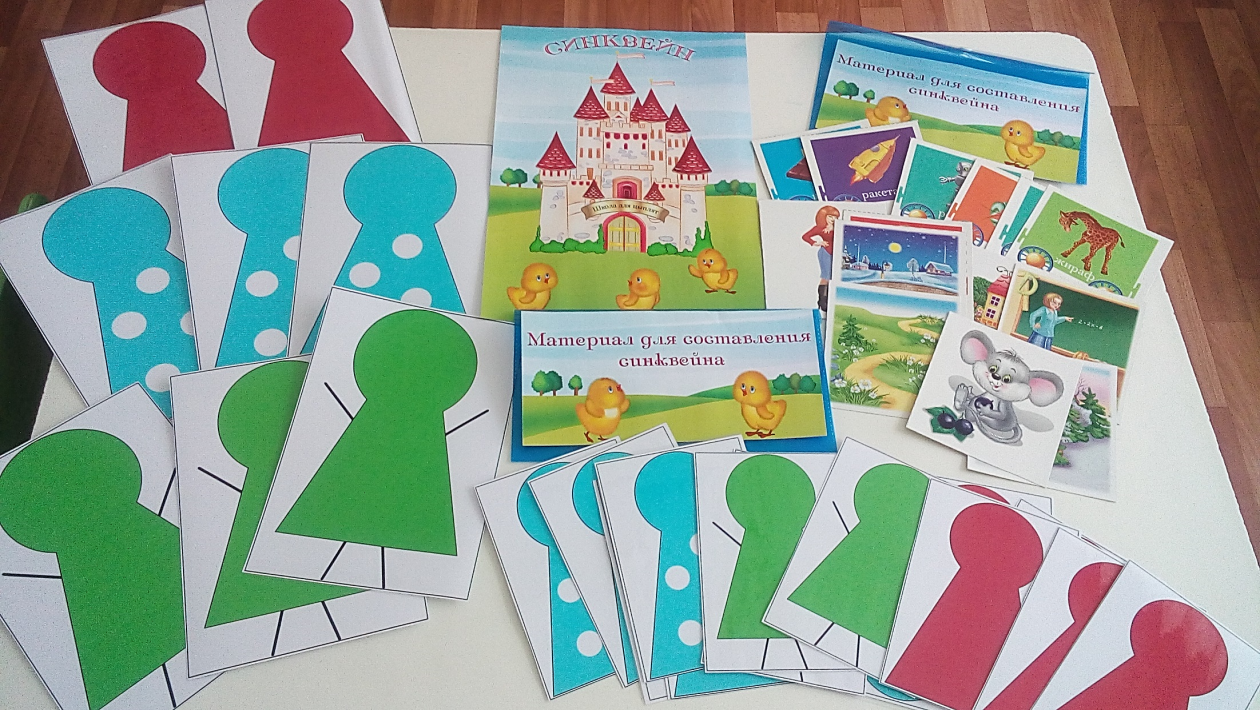 СИНКВЕЙН
Школа для цыплят
Материал для составления
синквейна
ракета
жираф
Материал для составления
синквейна